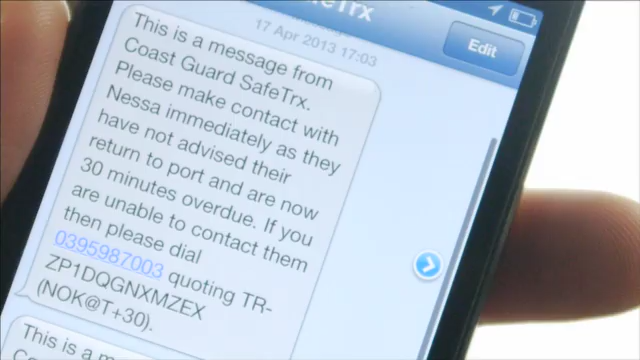 feTrx
17 Apr 2013 17:03
Edit
This is a message from
Coast Guard SafeTrx.
Please make contact with
Nessa immediately as they
have not advised their
return to port and are now
30 minutes overdue. If you
are unable to contact them
then please dial
0395987003 quoting TR-
ZP1DQGNXMZEX
(NOK@T+30).
This is a